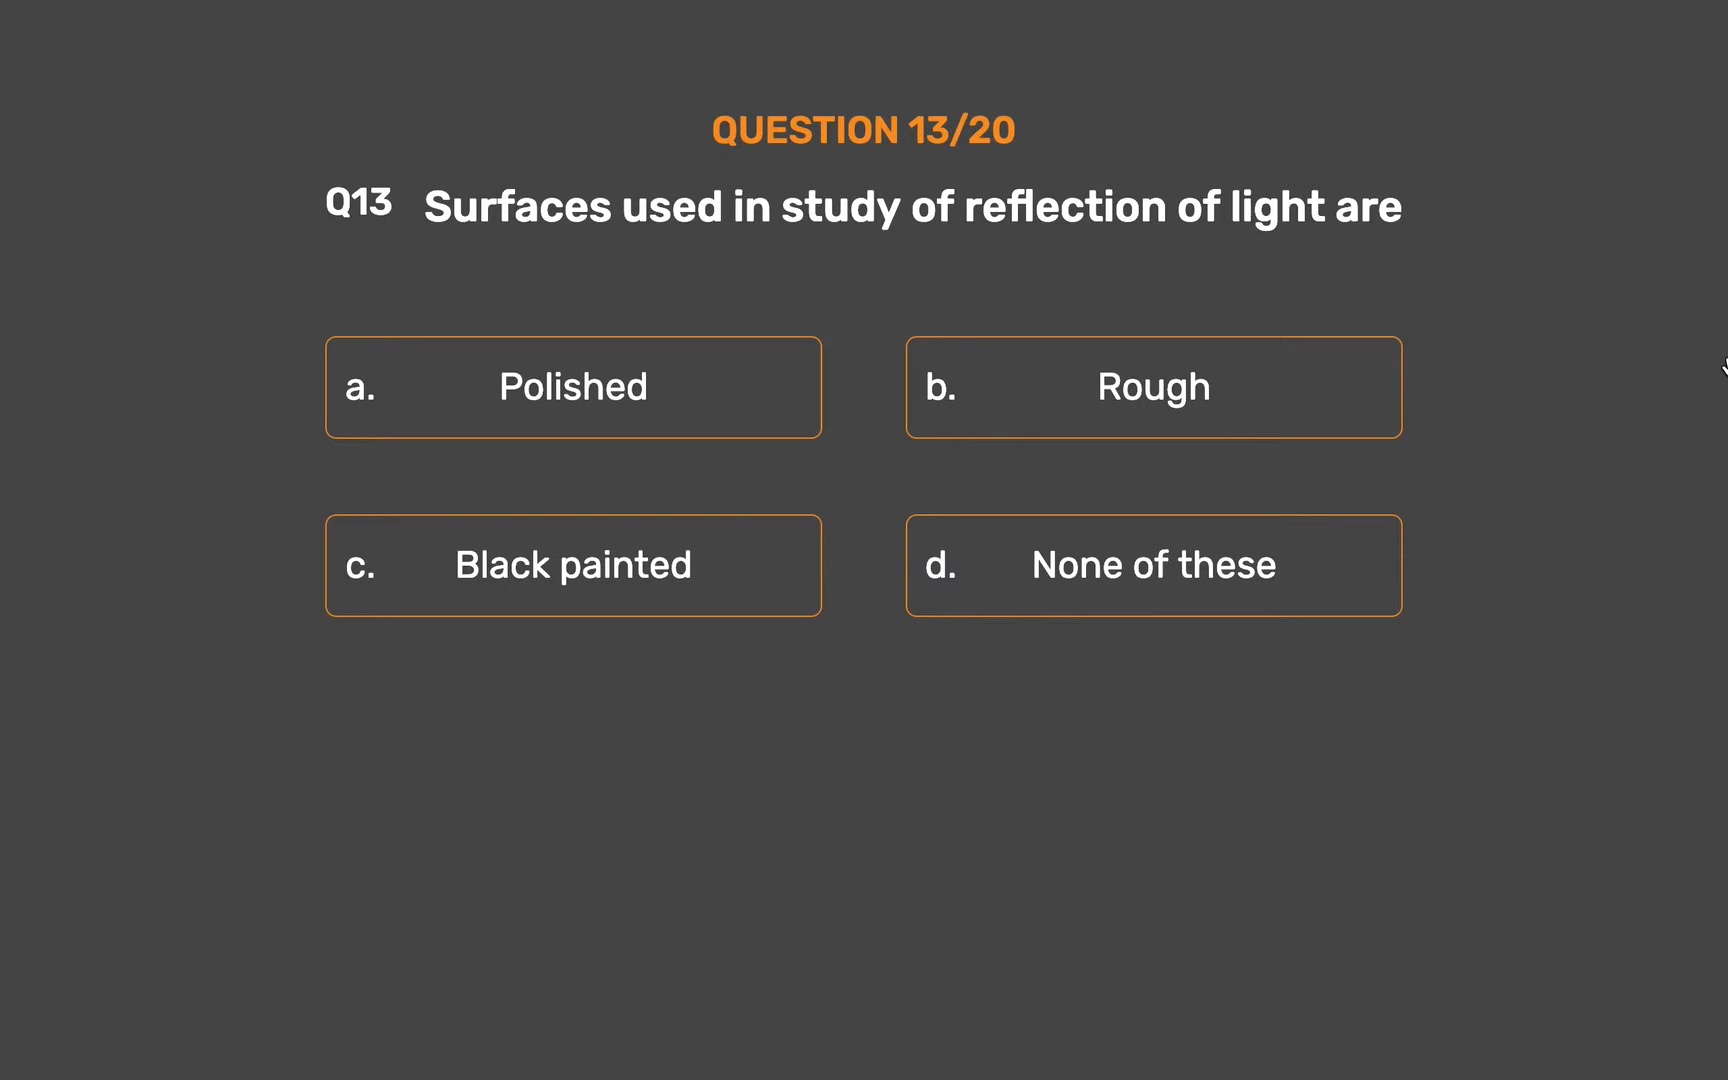 QUESTION 13/20
Q13 Surfaces used in study of reflection of light are
a. Polished
b. Rough
c. Black painted
d. None of these